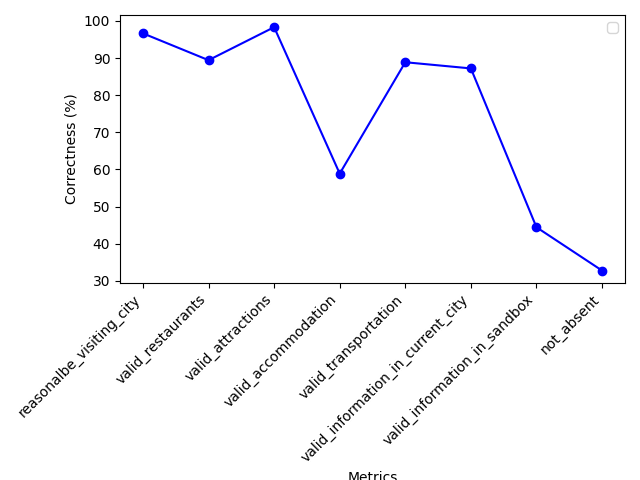 100
90
80
70
60
50
40
30
Correctness (%)
reasonalbe_visiting_city
valid_restaurants
valid_attractions
valid_accommodation
valid_transportation
valid_information_in_current_city
valid_information_in_sandbox
not_absent
Metrics